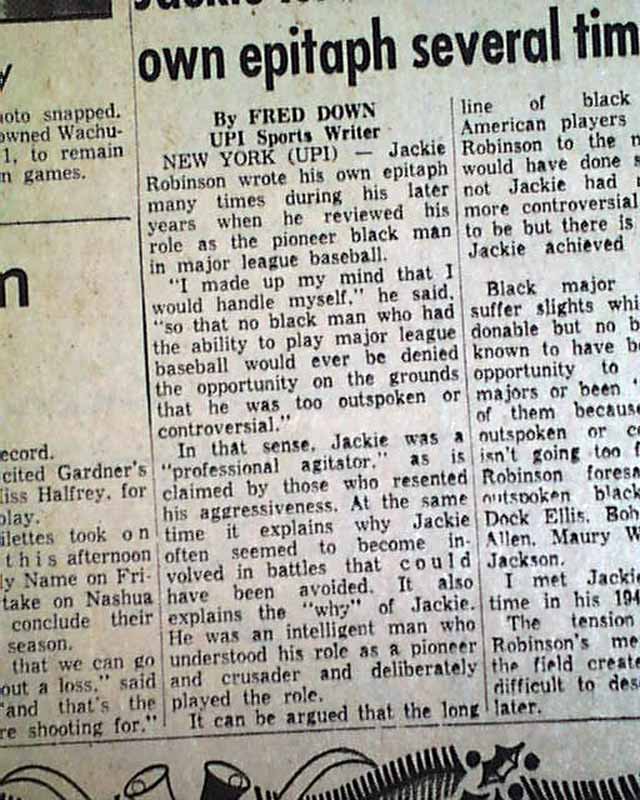 own epitaph several tim
By FRED DOWN
UPI Sports Writer
NEW YORK (UPI) — Jackie
Robinson wrote his own epitaph
many times during his later
years when he reviewed his
role as the pioneer black man
in major league baseball.
"I made up my mind that I
would handle myself," he said,
"so that no black man who had
the ability to play major league
baseball would ever be denied
the opportunity on the grounds
that he was too outspoken or
controversial."
In that sense, Jackie was a
"professional agitator," as is
claimed by those who resented
his aggressiveness. At the same
time it explains why Jackie
often seemed to become in-
volved in battles that could
have been avoided. It also
explains the "why" of Jackie.
He was an intelligent man who
understood his role as a pioneer
and crusader and deliberately
played the role.
It can be argued that the long
line of black
American players
Robinson to the
would have done
not Jackie had
more controversial
to be but there is
Jackie achieved
Black major
suffer slights whi
donable but no b
known to have be
opportunity to
majors or been
of them because
outspoken or co
isn't going too f
Robinson foresa
outspoken black
Dock Ellis, Bob
Allen, Maury W
Jackson.
I met Jackie
time in his 194
The tension
Robinson's me
the field create
difficult to des
later.
oto snapped.
owned Wachu-
1, to remain
n games.
n
ecord.
cited Gardner's
liss Halfrey, for
play.
ilettes took on
this afternoon
ly Name on Fri-
take on Nashua
conclude their
season.
that we can go
out a loss," said
"and that's the
re shooting for."